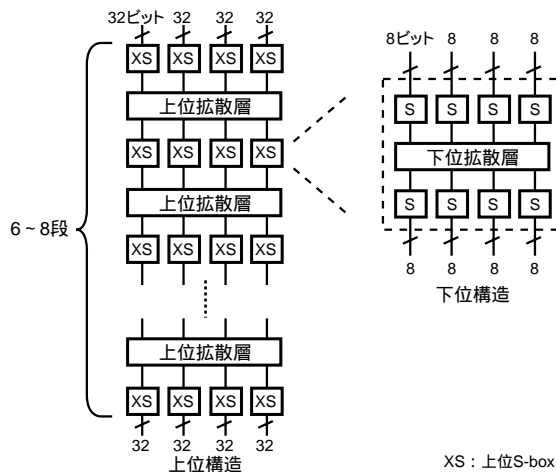 32ビット 32 32 32
XS XS XS XS
上位拡散層
XS XS XS XS
上位拡散層
XS XS XS XS
上位拡散層
XS XS XS XS
32 32 32 32
上位構造
6 ~ 8段
8ビット 8 8 8
S S S S
下位拡散層
S S S S
8 8 8 8
下位構造
XS : 上位S-box